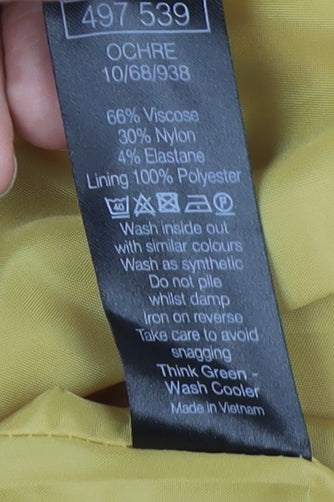 497 539
OCHRE
10/68/938
66% Viscose
30% Nylon
4% Elastane
Lining 100% Polyester
40 P
Wash inside out
with similar colours
Wash as synthetic
Do not pile
whilst damp
Iron on reverse
Take care to avoid
snagging
Think Green -
Wash Cooler
Made in Vietnam